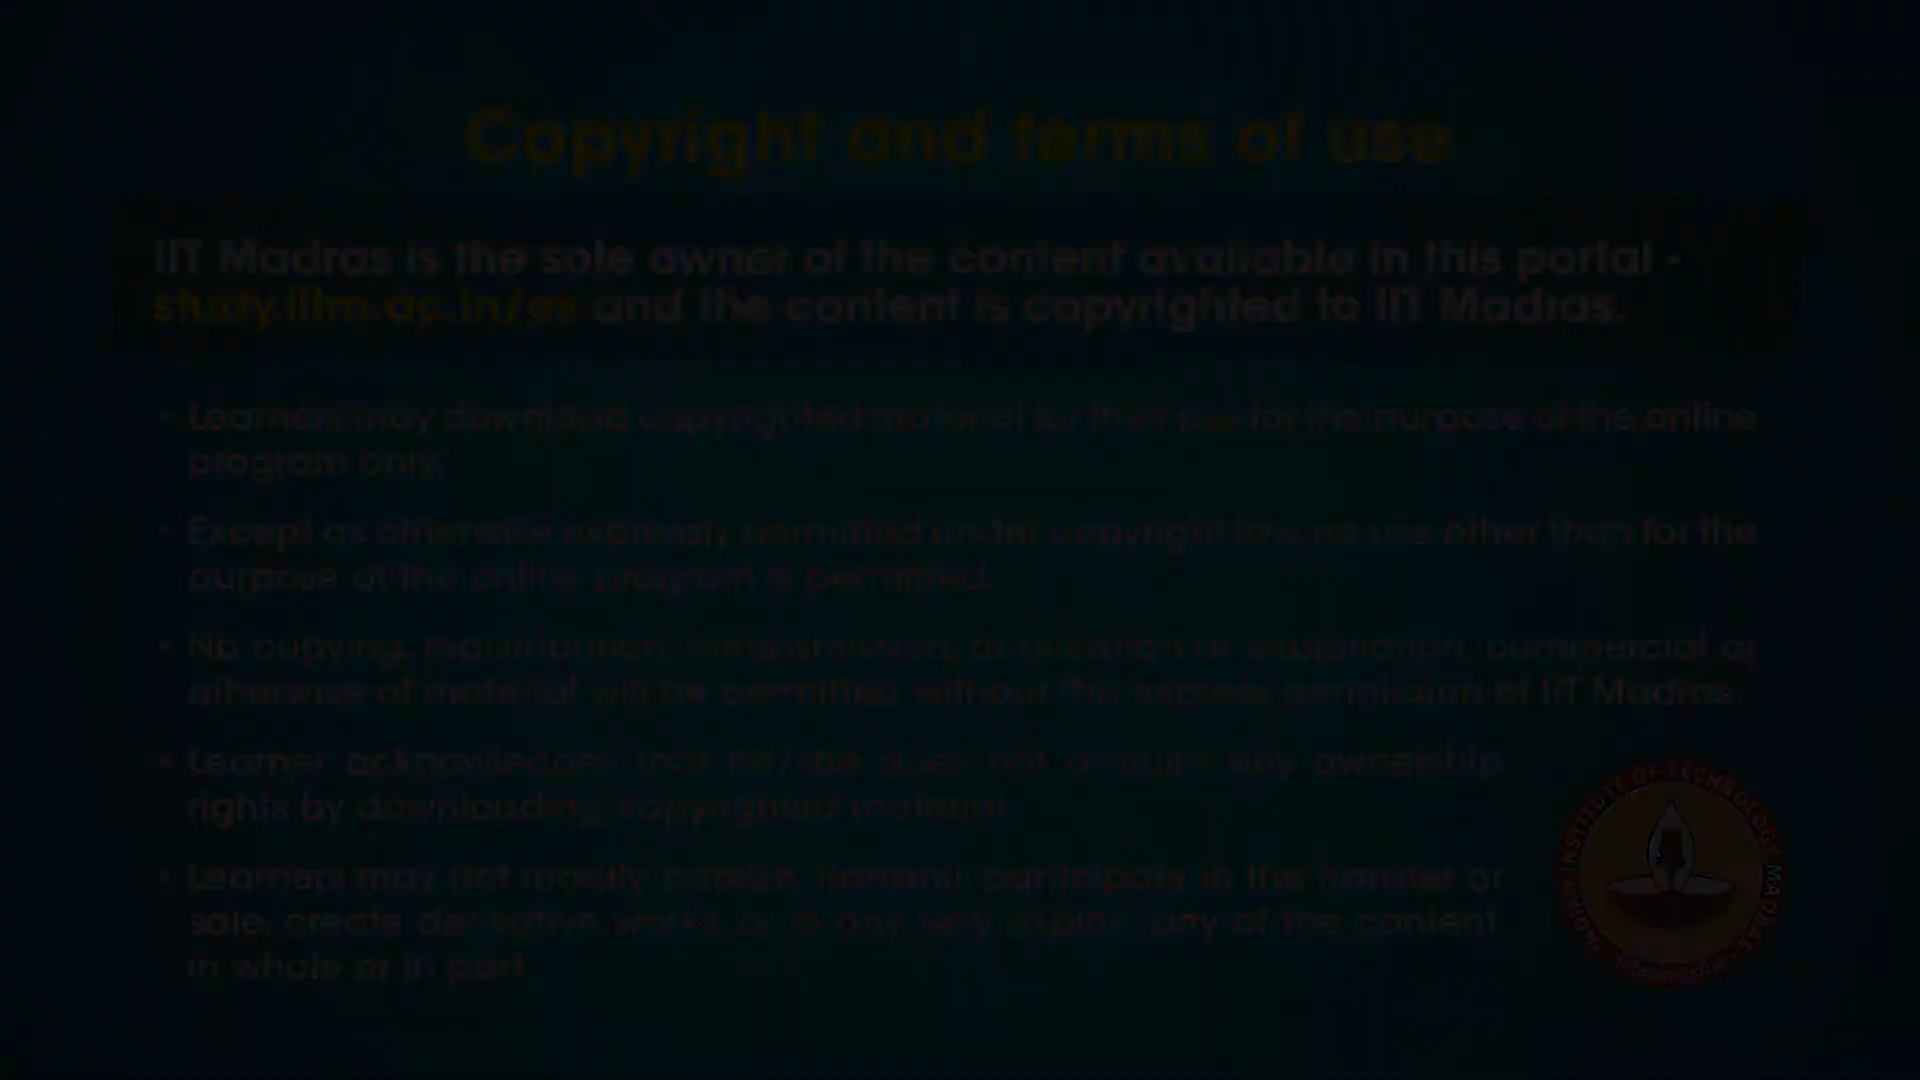 Copyright and terms of use
IIT Madras is the sole owner of the content available in this portal -
study.iitm.ac.in/es and the content is copyrighted to IIT Madras.
• Learners may download copyrighted material for their use for the purpose of the online
program only.
• Except as otherwise expressly permitted under copyright law, no use other than for the
purpose of the online program is permitted.
• No copying, redistribution, retransmission, publication or exploitation, commercial or
otherwise of material will be permitted without the express permission of IIT Madras.
• Learner acknowledges that he/she does not acquire any ownership
rights by downloading copyrighted material.
• Learners may not modify, publish, transmit, participate in the transfer or
sale, create derivative works, or in any way exploit, any of the content,
in whole or in part.
INDIAN INSTITUTE OF TECHNOLOGY MADRAS